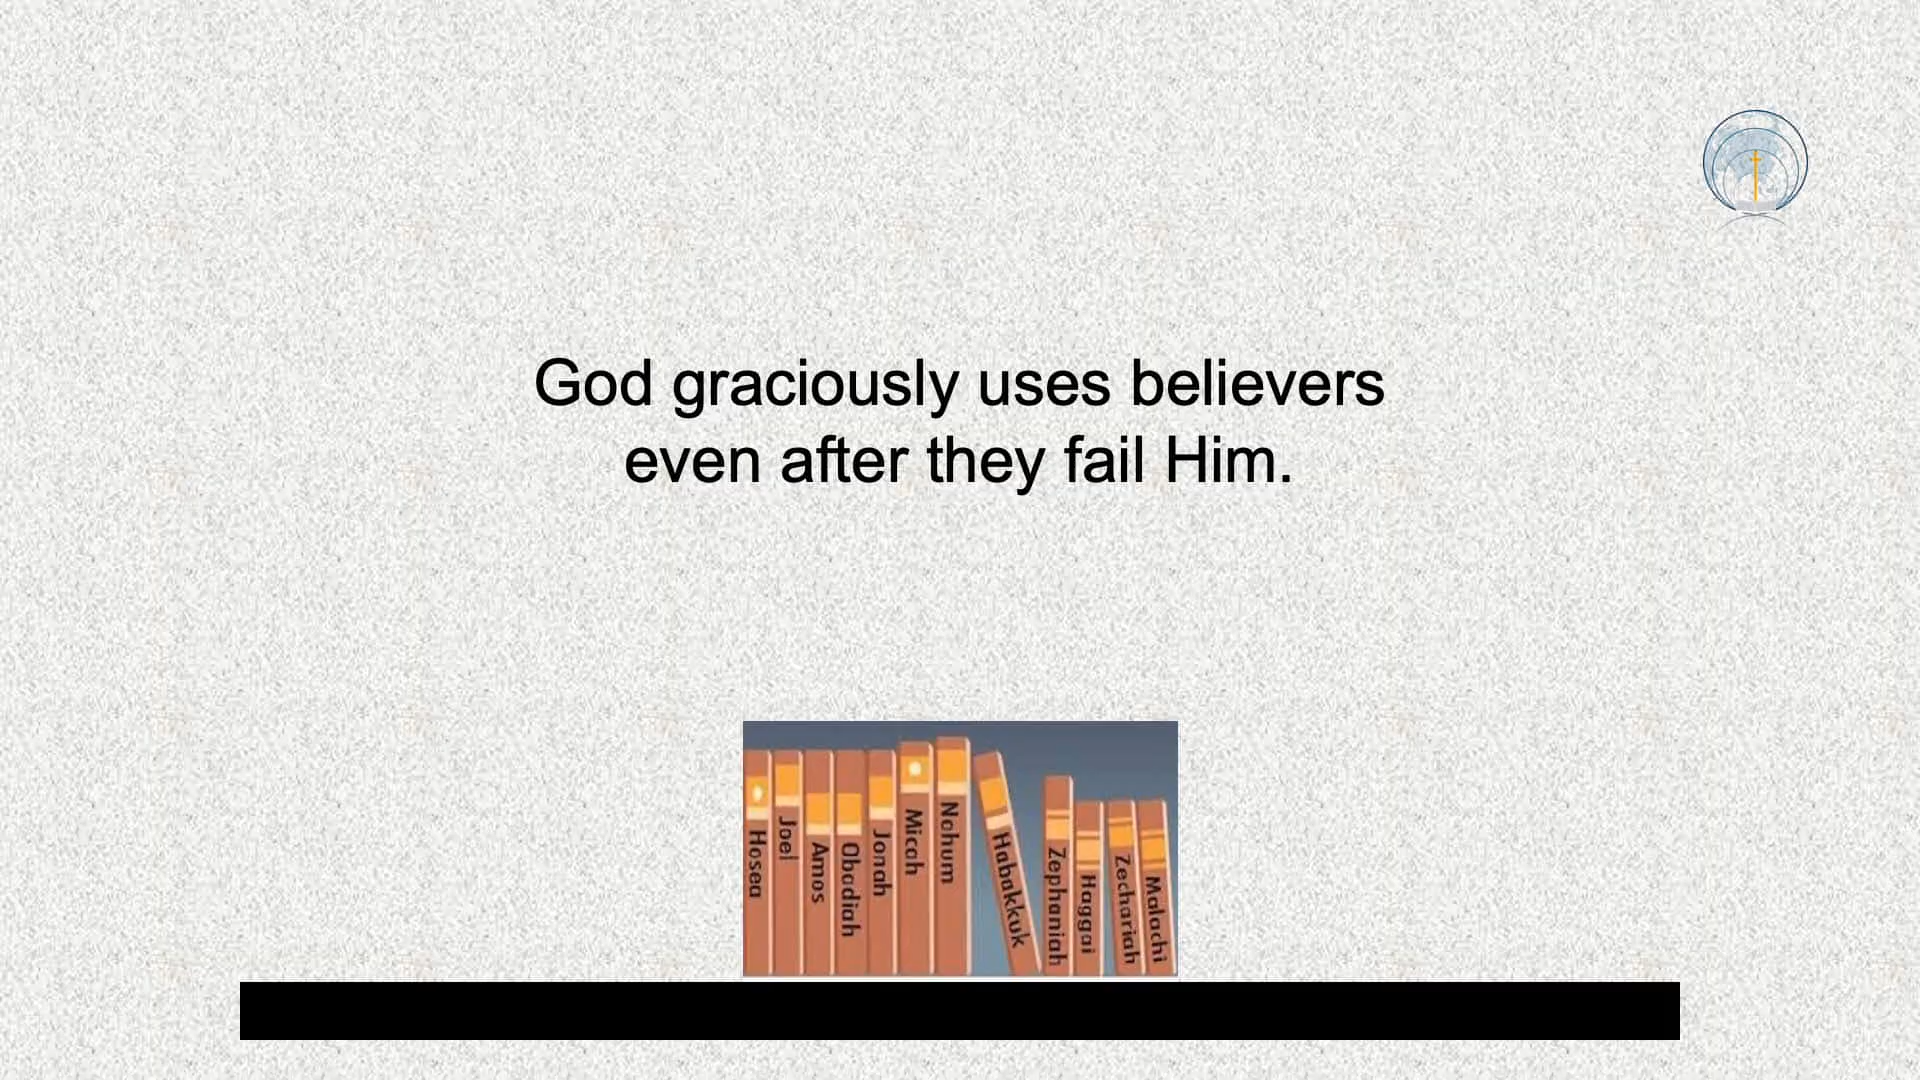 God graciously uses believers
even after they fail Him.
Hosea
Joel
Amos
Obadiah
Jonah
Micah
Nahum
Habakkuk
Zephaniah
Haggai
Zechariah
Malachi